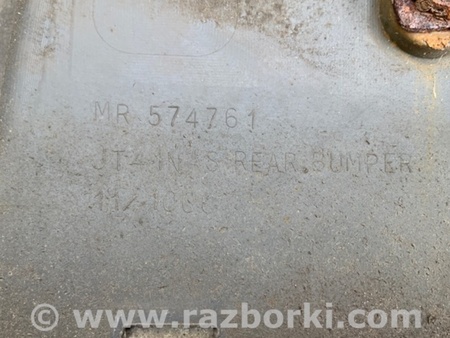 MR 574761
REAR BUMPER
www.razborki.com